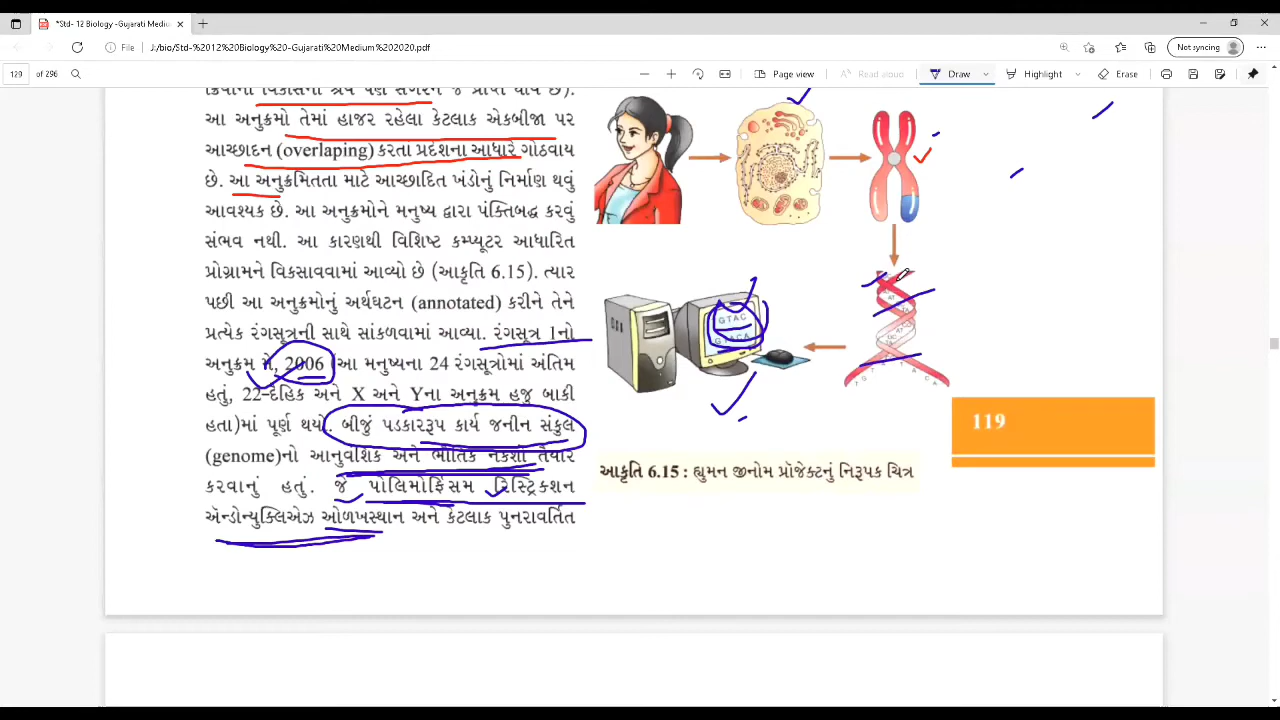 *Std- 12 Biology -Gujarati Mediu
File
J:/bio/Std-%2012%20Biology%20-Gujarati%20Medium%202020.pdf
Not syncing
129 of 296
Page view
Read aloud
Draw
Highlight
Erase
આ અનુક્રમો તેમાં હાજર રહેલા કેટલાક એકબીજા પર
આચ્છાદન (overlaping) કરતા પ્રદેશના આધારે ગોઠવાય
છે. આ અનુક્રમિતતા માટે આચ્છાદિત ખંડોનું નિર્માણ થવું
આવશ્યક છે. આ અનુક્રમોને મનુષ્ય દ્વારા પંક્તિબદ્ધ કરવું
સંભવ નથી. આ કારણથી વિશિષ્ટ કમ્પ્યૂટર આધારિત
પ્રોગ્રામને વિકસાવવામાં આવ્યો છે (આકૃતિ 6.15). ત્યાર
પછી આ અનુક્રમોનું અર્થઘટન (annotated) કરીને તેને
પ્રત્યેક રંગસૂત્રની સાથે સાંકળવામાં આવ્યા. રંગસૂત્ર 1નો
અનુક્રમ મે, 2006 (આ મનુષ્યના 24 રંગસૂત્રોમાં અંતિમ
હતું, 22-દૈહિક અને X અને Yના અનુક્રમ હજુ બાકી
હતા)માં પૂર્ણ થયો. બીજું પડકારરૂપ કાર્ય જનીન સંકુલ
(genome)નો આનુવંશિક અને ભૌતિક નકશો તૈયાર
કરવાનું હતું. જે પોલિમોર્ફિસમ રિસ્ટ્રિક્શન
ઍન્ડોન્યુક્લિએઝ ઓળખસ્થાન અને કેટલાક પુનરાવર્તિત
GTAC
GTACA
આકૃતિ 6.15 : હ્યુમન જીનોમ પ્રૉજેક્ટનું નિરૂપક ચિત્ર
119